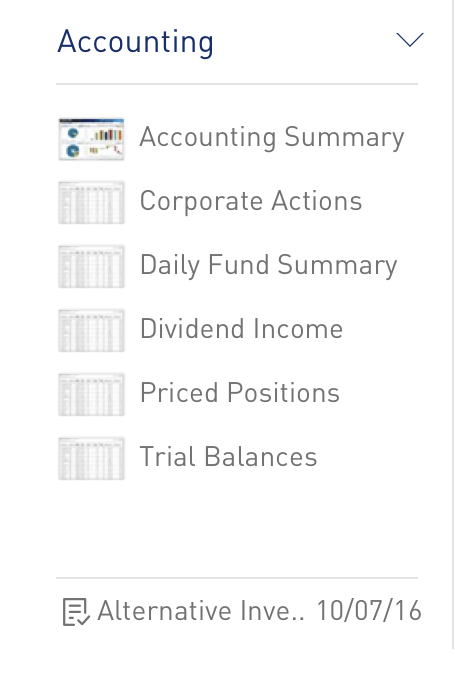 Accounting
Accounting Summary
Corporate Actions
Daily Fund Summary
Dividend Income
Priced Positions
Trial Balances
Alternative Inve.. 10/07/16